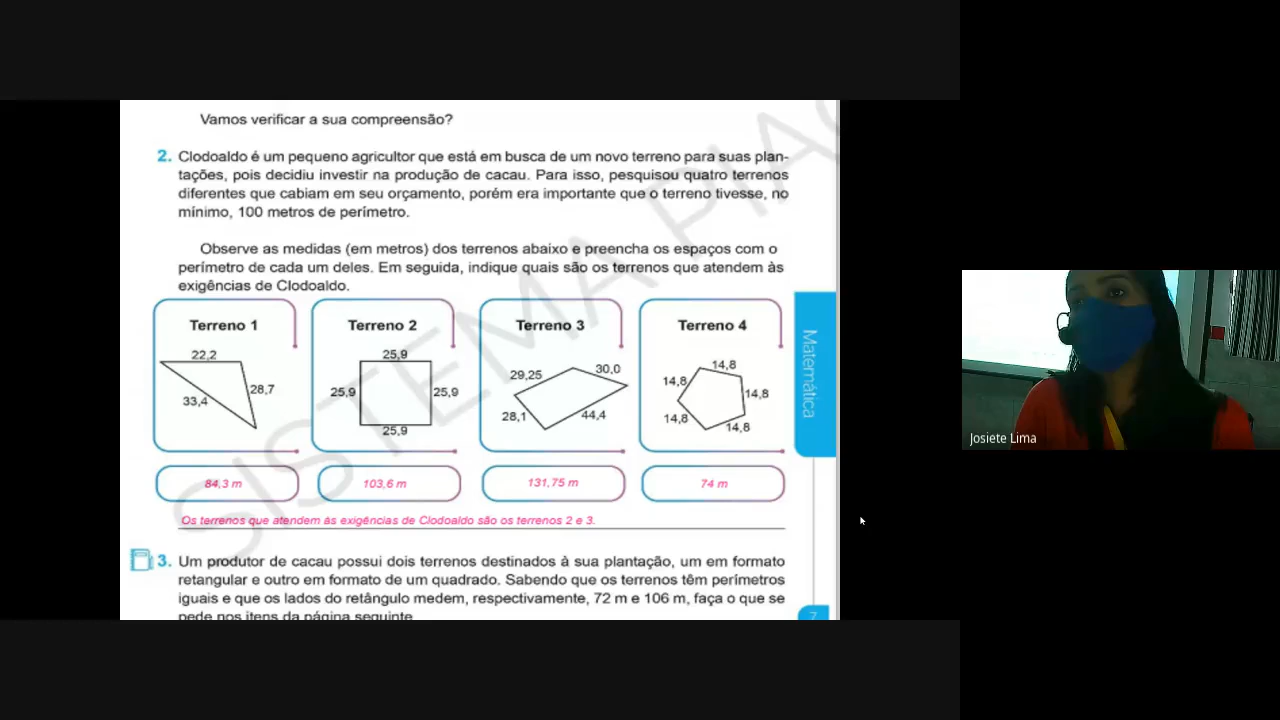 Vamos verificar a sua compreensão?
2. Clodoaldo é um pequeno agricultor que está em busca de um novo terreno para suas plan-
tações, pois decidiu investir na produção de cacau. Para isso, pesquisou quatro terrenos
diferentes que cabiam em seu orçamento, porém era importante que o terreno tivesse, no
mínimo, 100 metros de perímetro.
Observe as medidas (em metros) dos terrenos abaixo e preencha os espaços com o
perímetro de cada um deles. Em seguida, indique quais são os terrenos que atendem às
exigências de Clodoaldo.
Terreno 1
22,2
28,7
33,4
84,3 m
Terreno 2
25,9
25,9
25,9
25,9
103,6 m
Terreno 3
29,25
30,0
28,1
44,4
131,75 m
Terreno 4
14,8
14,8
14,8
14,8
14,8
74 m
Os terrenos que atendem às exigências de Clodoaldo são os terrenos 2 e 3.
3. Um produtor de cacau possui dois terrenos destinados à sua plantação, um em formato
retangular e outro em formato de um quadrado. Sabendo que os terrenos têm perímetros
iguais e que os lados do retângulo medem, respectivamente, 72 m e 106 m, faça o que se
pede nos itens da página seguinte
Matemática
7
SISTEMA
Josiete Lima